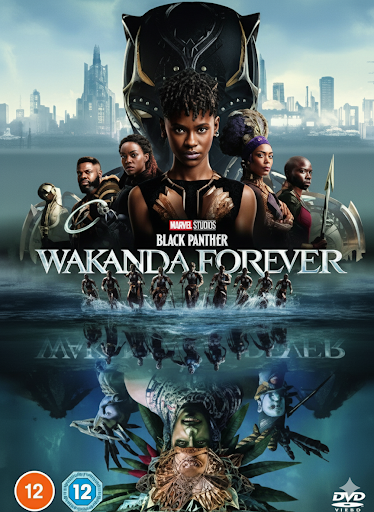 MARVEL STUDIOS
BLACK PANTHER
WAKANDA FOREVER
12
12
DVD